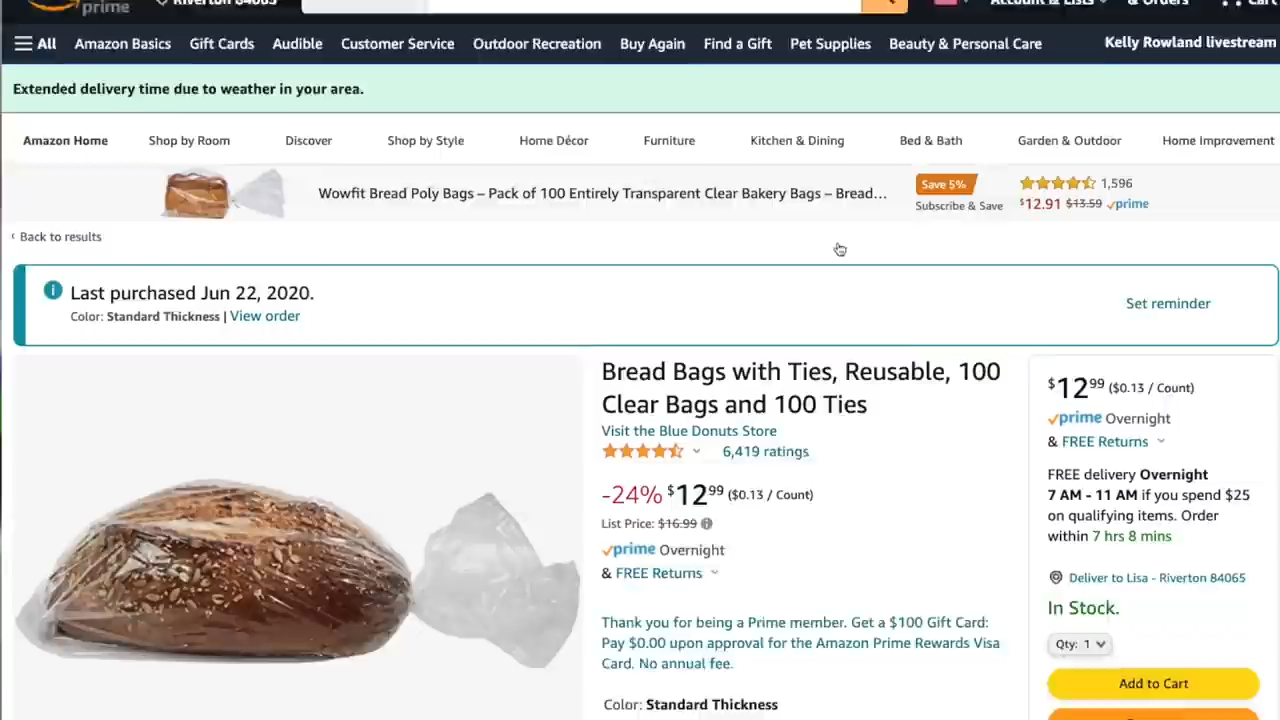 prime
Riverton 84065
Account & Lists
& Orders
Cart
All
Amazon Basics
Gift Cards
Audible
Customer Service
Outdoor Recreation
Buy Again
Find a Gift
Pet Supplies
Beauty & Personal Care
Kelly Rowland livestream
Extended delivery time due to weather in your area.
Amazon Home
Shop by Room
Discover
Shop by Style
Home Décor
Furniture
Kitchen & Dining
Bed & Bath
Garden & Outdoor
Home Improvement
Wowfit Bread Poly Bags – Pack of 100 Entirely Transparent Clear Bakery Bags – Bread...
Save 5%
Subscribe & Save
1,596
$12.91 $13.59 prime
‹ Back to results
Last purchased Jun 22, 2020.
Color: Standard Thickness | View order
Set reminder
Bread Bags with Ties, Reusable, 100
Clear Bags and 100 Ties
Visit the Blue Donuts Store
6,419 ratings
-24% $1299 ($0.13 / Count)
List Price: $16.99
prime Overnight
& FREE Returns
Thank you for being a Prime member. Get a $100 Gift Card:
Pay $0.00 upon approval for the Amazon Prime Rewards Visa
Card. No annual fee.
Color: Standard Thickness
$1299 ($0.13 / Count)
prime Overnight
& FREE Returns
FREE delivery Overnight
7 AM - 11 AM if you spend $25
on qualifying items. Order
within 7 hrs 8 mins
Deliver to Lisa - Riverton 84065
In Stock.
Qty: 1
Add to Cart